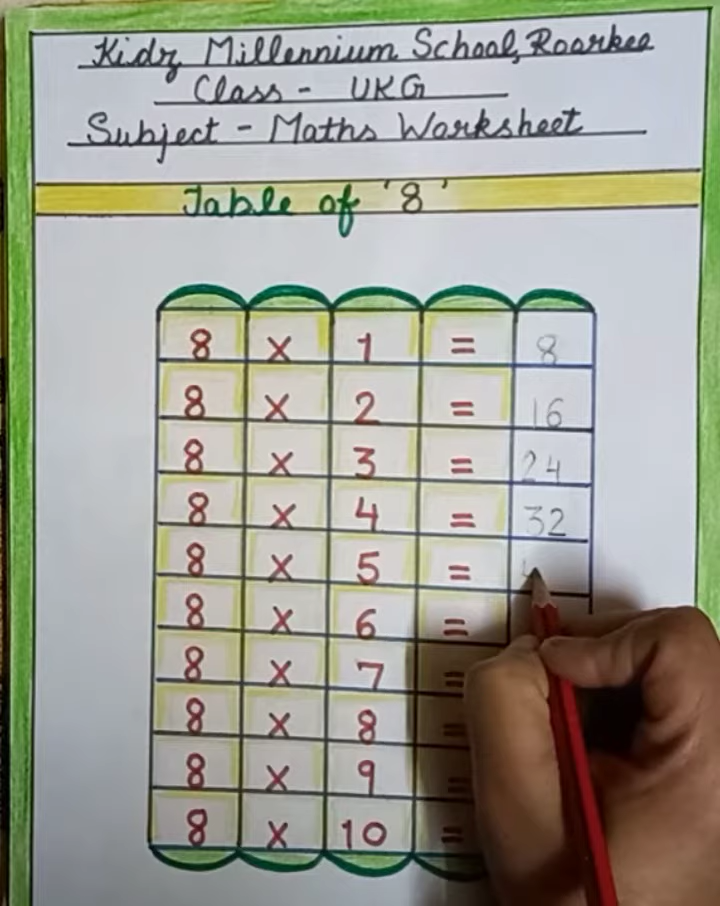 Kidz Millennium School, Roorkee
Class - UKG
Subject - Maths Worksheet
Table of '8'
8 x 1 = 8
8 x 2 = 16
8 x 3 = 24
8 x 4 = 32
8 x 5 =
8 x 6 =
8 x 7 =
8 x 8 =
8 x 9 =
8 x 10 =